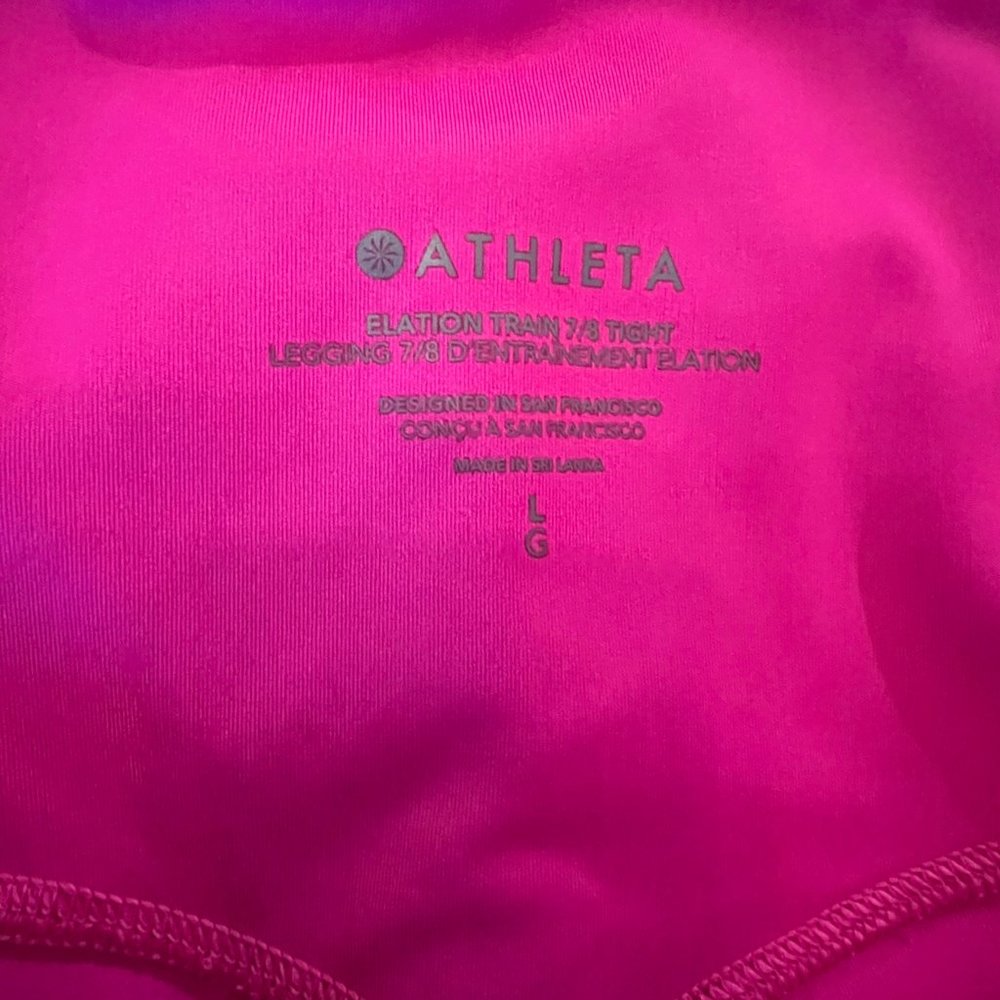 ATHLETA
ELATION TRAIN 7/8 TIGHT
LEGGING 7/8 D'ENTRAÎNEMENT ELATION
DESIGNED IN SAN FRANCISCO
CONÇU À SAN FRANCISCO
MADE IN SRI LANKA
L
G